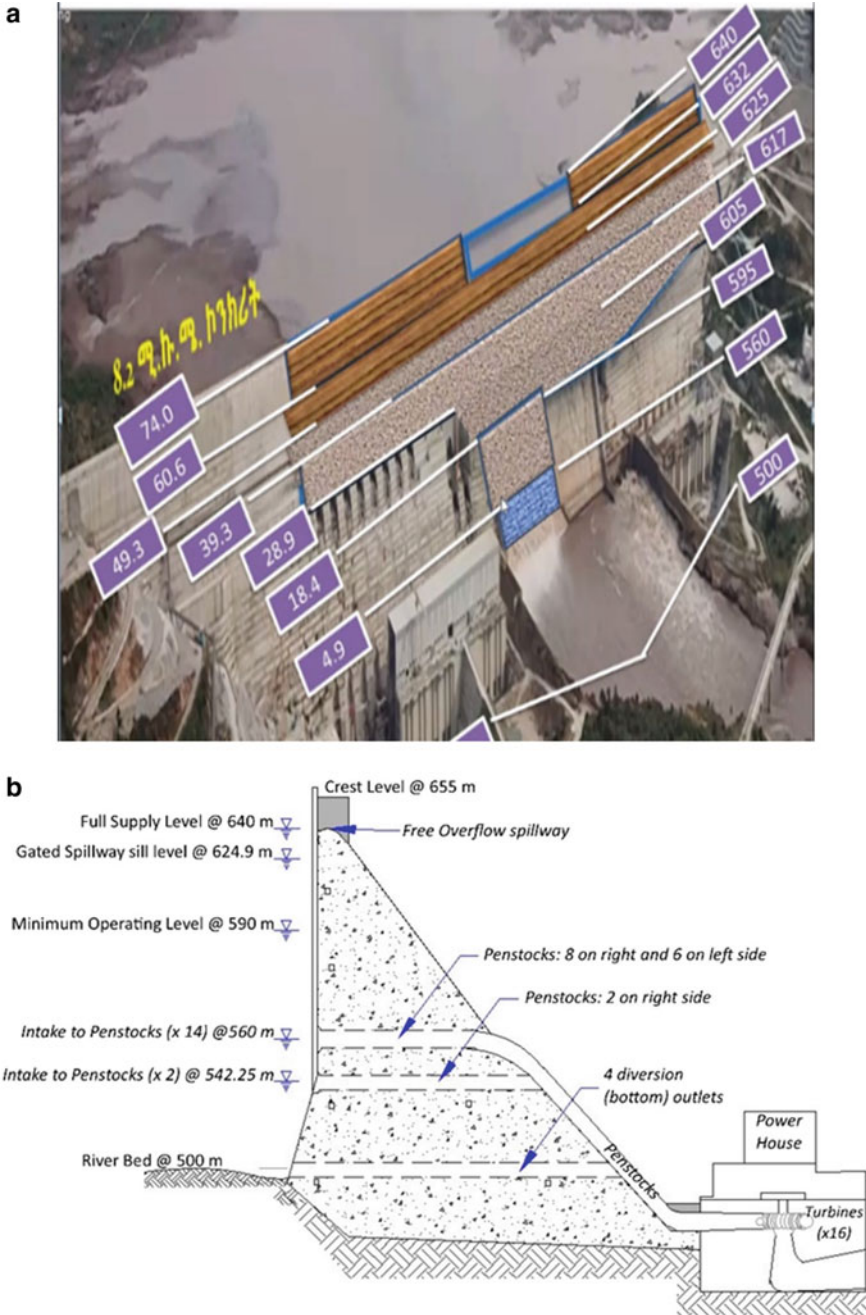 a
640
632
625
617
605
595
560
500
8.2 ሚ.ኩ.ሜ. ኮንክሪት
74.0
60.6
49.3
39.3
28.9
18.4
4.9
b
Crest Level @ 655 m
Full Supply Level @ 640 m
Free Overflow spillway
Gated Spillway sill level @ 624.9 m
Minimum Operating Level @ 590 m
Penstocks: 8 on right and 6 on left side
Penstocks: 2 on right side
Intake to Penstocks (x 14) @560 m
Intake to Penstocks (x 2) @ 542.25 m
4 diversion
(bottom) outlets
Power
House
River Bed @ 500 m
Penstocks
Turbines
(x16)